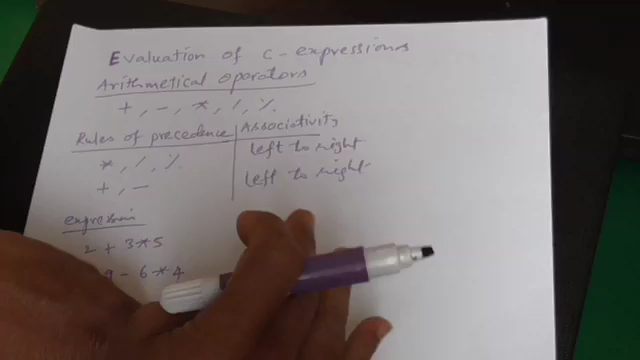 Evaluation of C-expressions
Arithmetical operators
+, -, *, /, %
Rules of precedence Associativity
*, /, % left to right
+, - left to right
expression
2 + 3*5
9 - 6*4